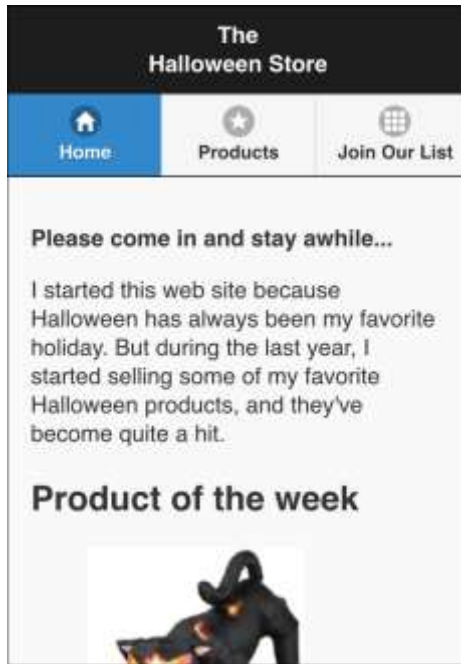 The
Halloween Store
Home
Products
Join Our List
Please come in and stay awhile...
I started this web site because
Halloween has always been my favorite
holiday. But during the last year, I
started selling some of my favorite
Halloween products, and they've
become quite a hit.
Product of the week